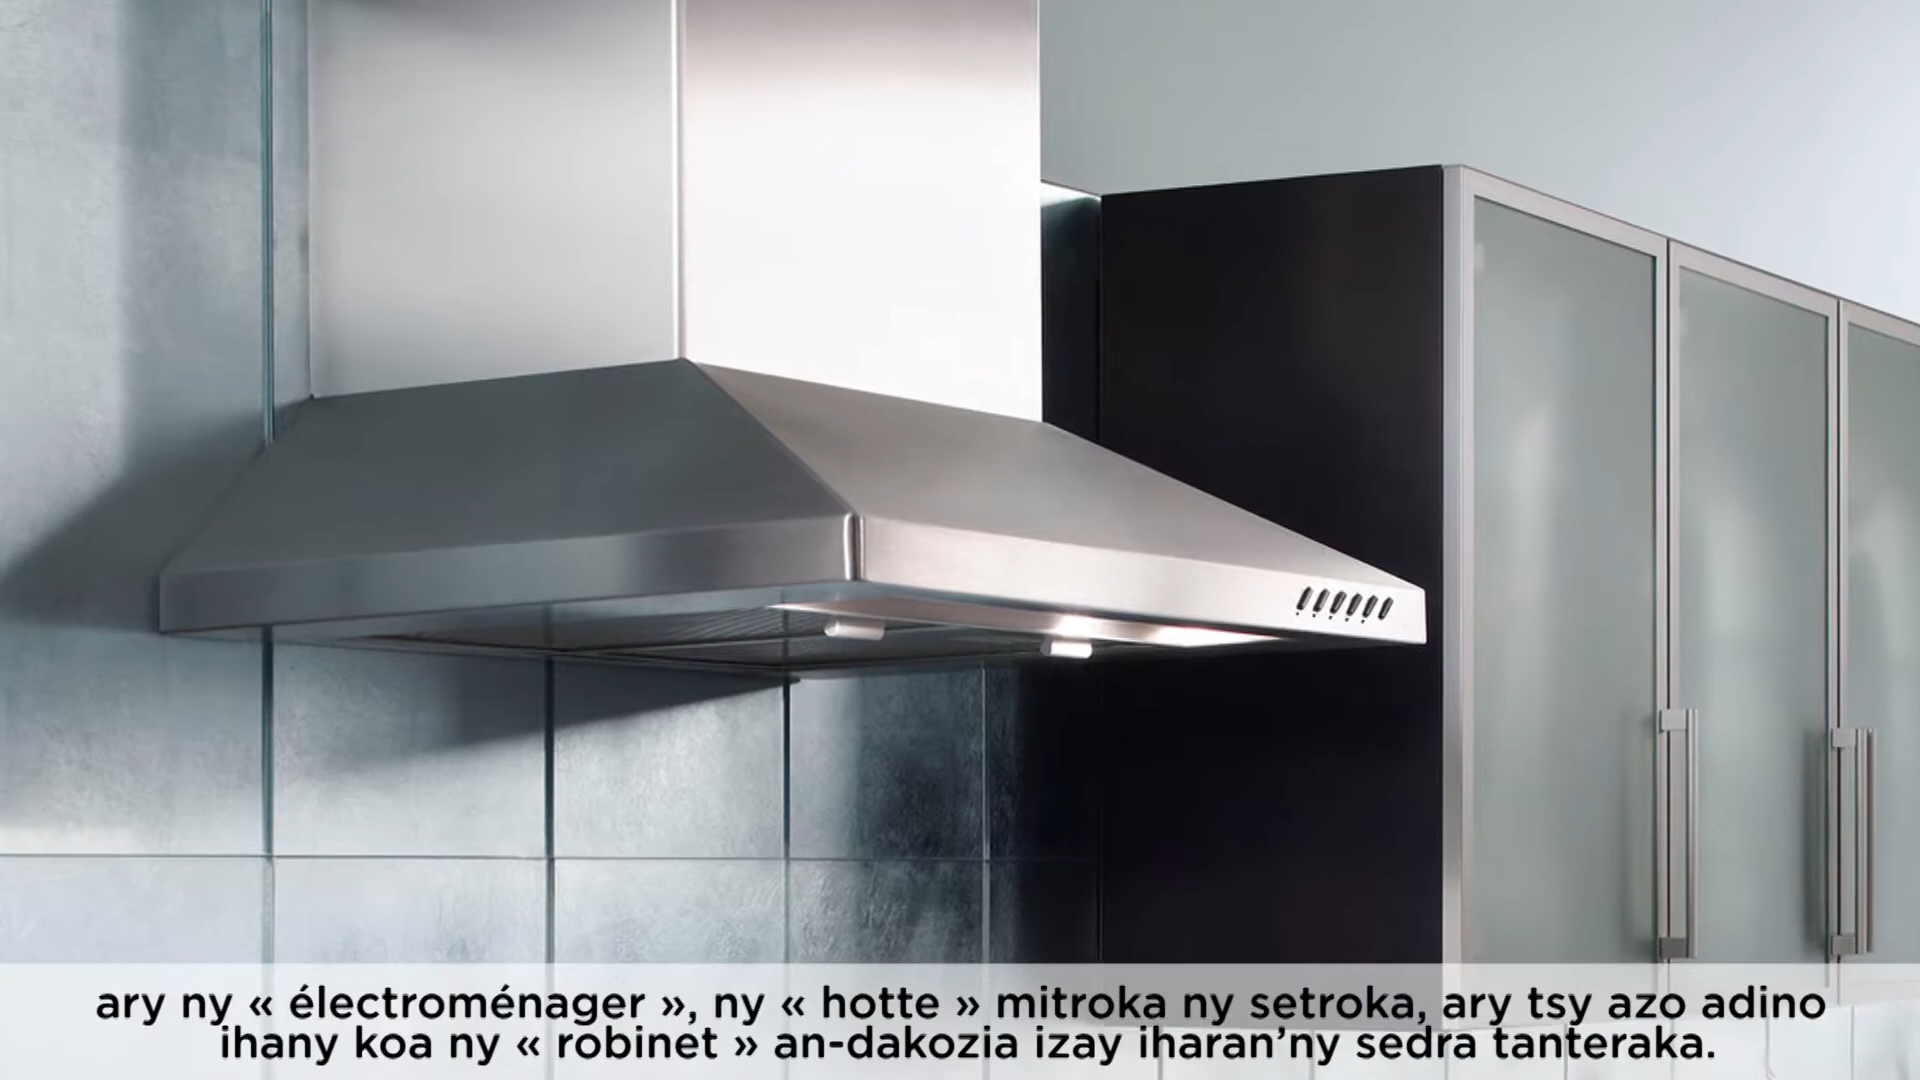 ary ny « électroménager », ny « hotte » mitroka ny setroka, ary tsy azo adino
ihany koa ny « robinet » an-dakozia izay iharan’ny sedra tanteraka.